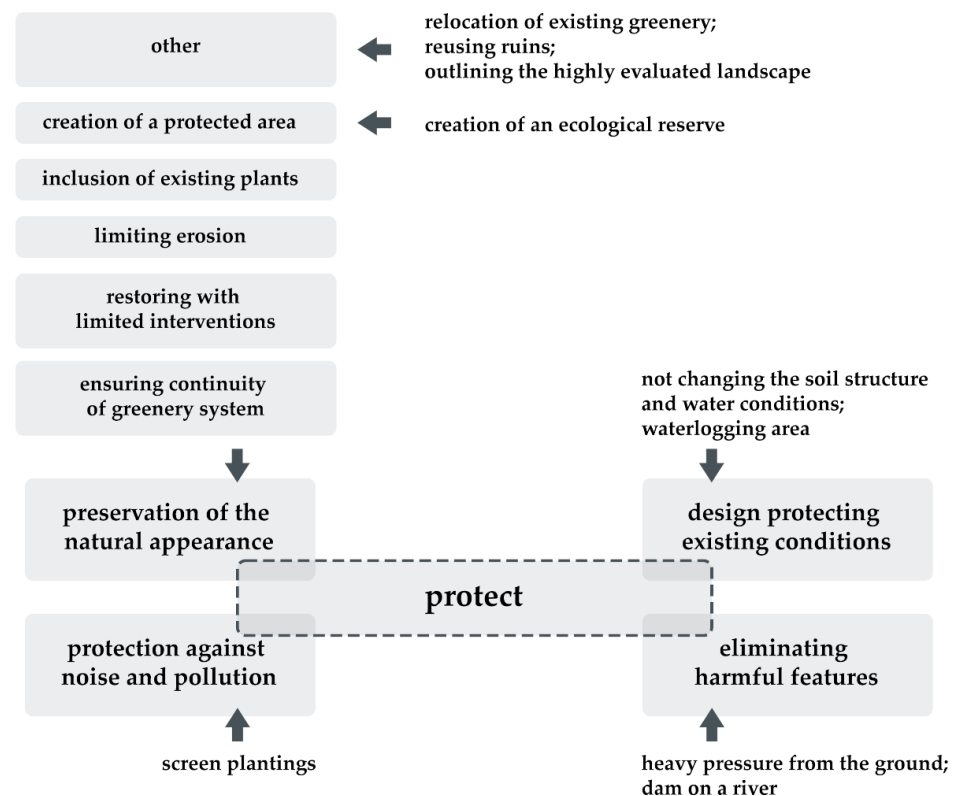 other
relocation of existing greenery;
reusing ruins;
outlining the highly evaluated landscape
creation of a protected area
creation of an ecological reserve
inclusion of existing plants
limiting erosion
restoring with
limited interventions
ensuring continuity
of greenery system
not changing the soil structure
and water conditions;
waterlogging area
preservation of the
natural appearance
design protecting
existing conditions
protect
protection against
noise and pollution
eliminating
harmful features
screen plantings
heavy pressure from the ground;
dam on a river